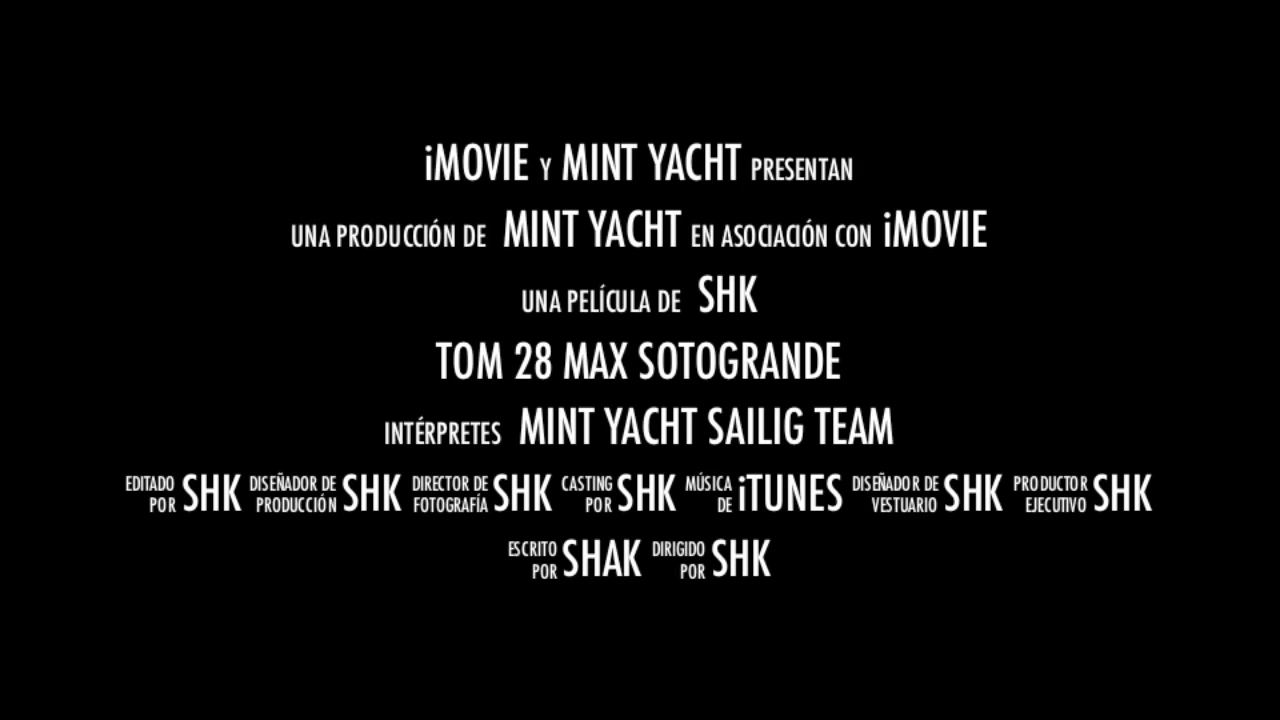 iMOVIE Y MINT YACHT PRESENTAN
UNA PRODUCCIÓN DE MINT YACHT EN ASOCIACIÓN CON iMOVIE
UNA PELÍCULA DE SHK
TOM 28 MAX SOTOGRANDE
INTÉRPRETES MINT YACHT SAILIG TEAM
EDITADO POR SHK DISEÑADOR DE PRODUCCIÓN SHK DIRECTOR DE FOTOGRAFÍA SHK CASTING POR SHK MÚSICA DE iTUNES DISEÑADOR DE VESTUARIO SHK PRODUCTOR EJECUTIVO SHK
ESCRITO POR SHAK DIRIGIDO POR SHK